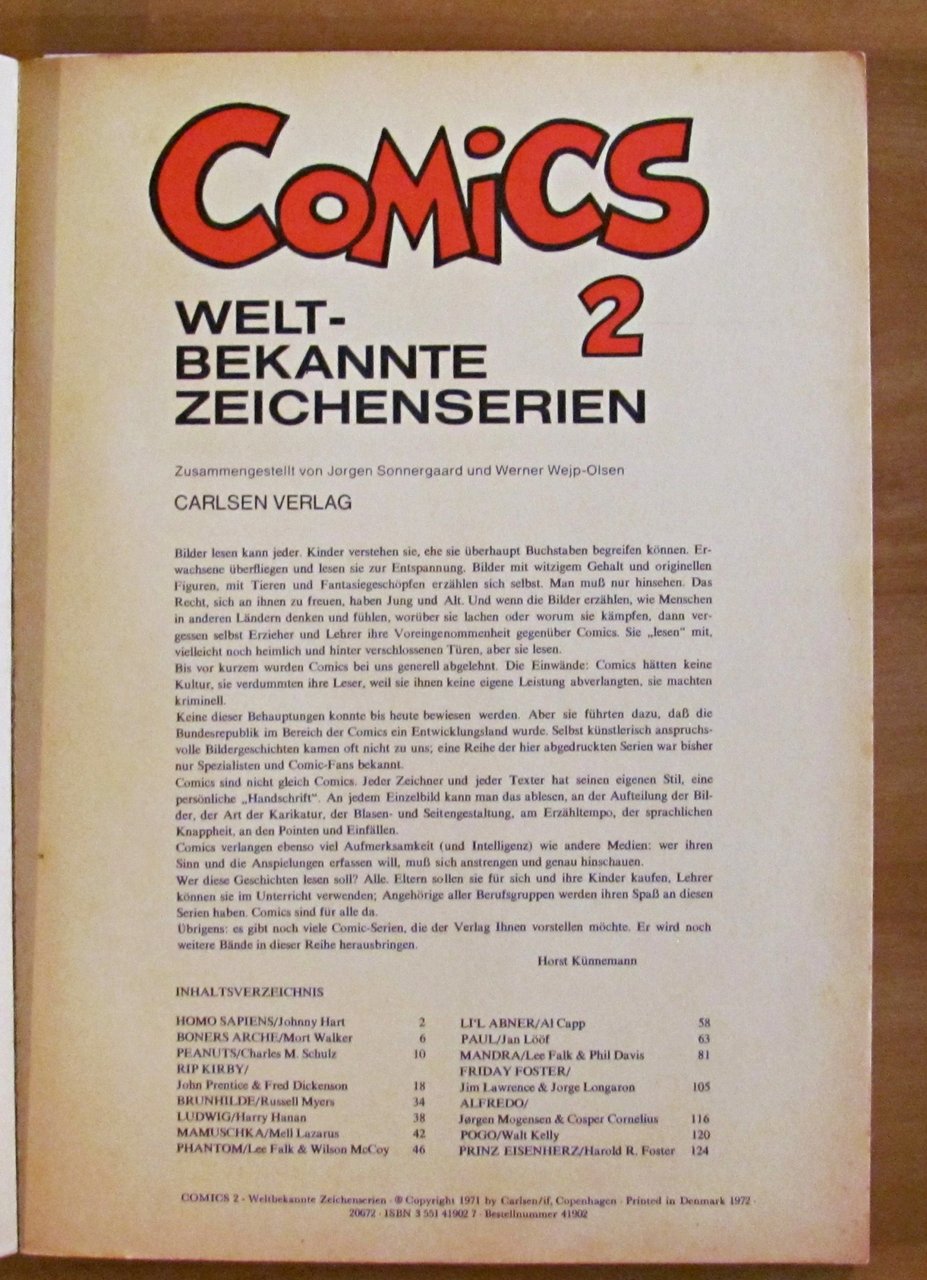 COMiCS
2
WELT-
BEKANNTE
ZEICHENSERIEN
Zusammengestellt von Jørgen Sonnergaard und Werner Wejp-Olsen
CARLSEN VERLAG
Bilder lesen kann jeder. Kinder verstehen sie, ehe sie überhaupt Buchstaben begreifen können. Er-
wachsene überfliegen und lesen sie zur Entspannung. Bilder mit witzigem Gehalt und originellen
Figuren, mit Tieren und Fantasiegeschöpfen erzählen sich selbst. Man muß nur hinsehen. Das
Recht, sich an ihnen zu freuen, haben Jung und Alt. Und wenn die Bilder erzählen, wie Menschen
in anderen Ländern denken und fühlen, worüber sie lachen oder worum sie kämpfen, dann ver-
gessen selbst Erzieher und Lehrer ihre Voreingenommenheit gegenüber Comics. Sie „lesen“ mit,
vielleicht noch heimlich und hinter verschlossenen Türen, aber sie lesen.
Bis vor kurzem wurden Comics bei uns generell abgelehnt. Die Einwände: Comics hätten keine
Kultur, sie verdummten ihre Leser, weil sie ihnen keine eigene Leistung abverlangten, sie machten
kriminell.
Keine dieser Behauptungen konnte bis heute bewiesen werden. Aber sie führten dazu, daß die
Bundesrepublik im Bereich der Comics ein Entwicklungsland wurde. Selbst künstlerisch anspruchs-
volle Bildergeschichten kamen oft nicht zu uns; eine Reihe der hier abgedruckten Serien war bisher
nur Spezialisten und Comic-Fans bekannt.
Comics sind nicht gleich Comics. Jeder Zeichner und jeder Texter hat seinen eigenen Stil, eine
persönliche „Handschrift“. An jedem Einzelbild kann man das ablesen, an der Aufteilung der Bil-
der, der Art der Karikatur, der Blasen- und Seitengestaltung, am Erzähltempo, der sprachlichen
Knappheit, an den Pointen und Einfällen.
Comics verlangen ebenso viel Aufmerksamkeit (und Intelligenz) wie andere Medien: wer ihren
Sinn und die Anspielungen erfassen will, muß sich anstrengen und genau hinschauen.
Wer diese Geschichten lesen soll? Alle. Eltern sollen sie für sich und ihre Kinder kaufen, Lehrer
können sie im Unterricht verwenden; Angehörige aller Berufsgruppen werden ihren Spaß an diesen
Serien haben. Comics sind für alle da.
Übrigens: es gibt noch viele Comic-Serien, die der Verlag Ihnen vorstellen möchte. Er wird noch
weitere Bände in dieser Reihe herausbringen.
Horst Künnemann
INHALTSVERZEICHNIS
HOMO SAPIENS/Johnny Hart 2
BONERS ARCHE/Mort Walker 6
PEANUTS/Charles M. Schulz 10
RIP KIRBY/
John Prentice & Fred Dickenson 18
BRUNHILDE/Russell Myers 34
LUDWIG/Harry Hanan 38
MAMUSCHKA/Mell Lazarus 42
PHANTOM/Lee Falk & Wilson McCoy 46
LI'L ABNER/Al Capp 58
PAUL/Jan Lööf 63
MANDRA/Lee Falk & Phil Davis 81
FRIDAY FOSTER/
Jim Lawrence & Jorge Longaron 105
ALFREDO/
Jørgen Mogensen & Cosper Cornelius 116
POGO/Walt Kelly 120
PRINZ EISENHERZ/Harold R. Foster 124
COMICS 2 - Weltbekannte Zeichenserien · ® Copyright 1971 by Carlsen/if, Copenhagen · Printed in Denmark 1972 ·
20672 · ISBN 3 551 41902 7 · Bestellnummer 41902